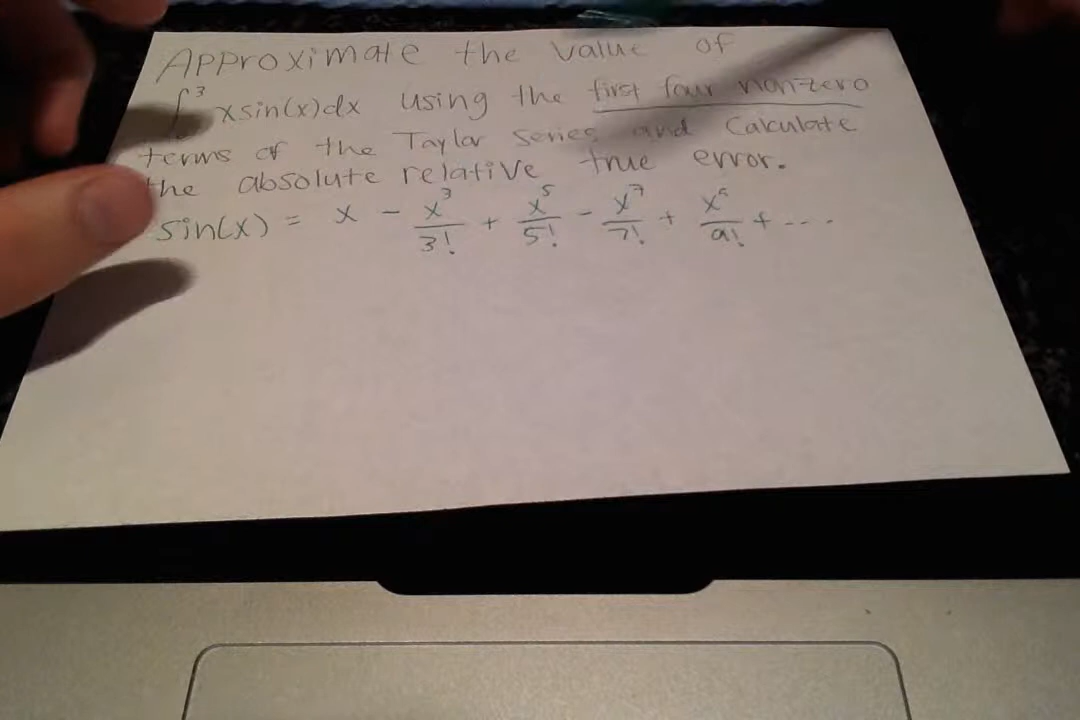 Approximate the value of
∫ ³ x sin(x) dx using the first four nonzero
terms of the Taylor series and calculate
the absolute relative true error.
sin(x) = x - x³/3! + x⁵/5! - x⁷/7! + x⁹/9! + ....